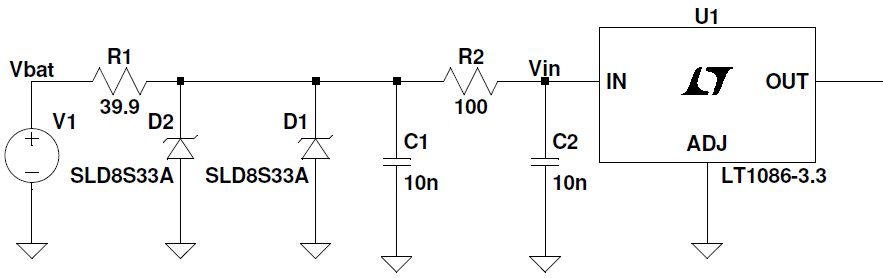 U1
Vbat
R1
39.9
V1
D2
SLD8S33A
D1
SLD8S33A
C1
10n
R2
100
Vin
C2
10n
IN
OUT
ADJ
LT1086-3.3